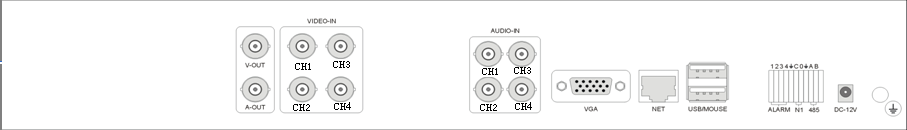 VIDEO-IN
AUDIO-IN
V-OUT
CH1
CH3
A-OUT
CH2
CH4
CH1
CH3
CH2
CH4
VGA
NET
USB/MOUSE
1234⏚C0⏚AB
ALARM N1 485
DC-12V